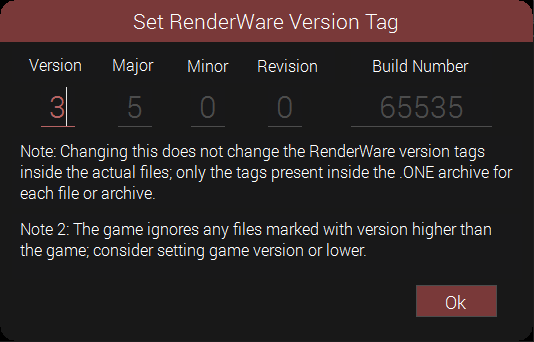 Set RenderWare Version Tag
Version Major Minor Revision Build Number
3 5 0 0 65535
Note: Changing this does not change the RenderWare version tags
inside the actual files; only the tags present inside the .ONE archive for
each file or archive.
Note 2: The game ignores any files marked with version higher than
the game; consider setting game version or lower.
Ok